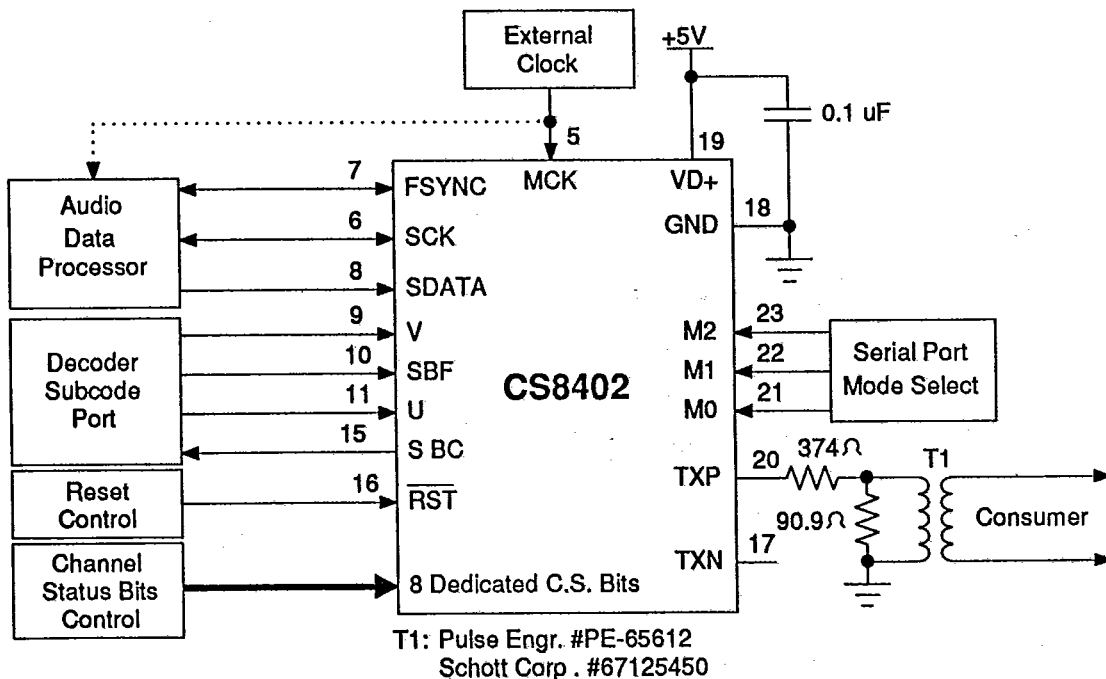 External
Clock
+5V
0.1 uF
5
19
7
FSYNC
MCK
VD+
18
GND
Audio
Data
Processor
6
SCK
8
SDATA
9
V
10
SBF
11
U
15
SBC
Decoder
Subcode
Port
CS8402
23
M2
22
M1
21
M0
Serial Port
Mode Select
16
RST
Reset
Control
20
TXP
374Ω
90.9Ω
T1
Consumer
17
TXN
Channel
Status Bits
Control
8 Dedicated C.S. Bits
T1: Pulse Engr. #PE-65612
Schott Corp . #67125450